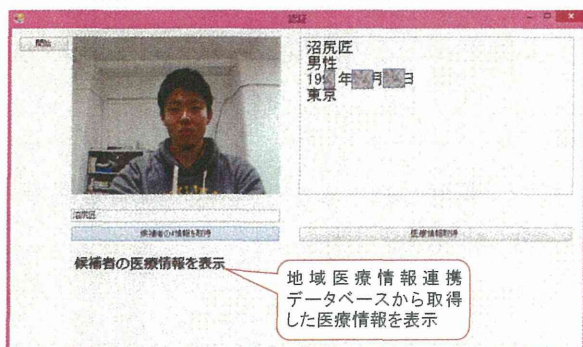 開始
沼尻匠
男性
19 年 月 日
東京
沼尻匠
候補者の4情報を取得
医療情報取得
候補者の医療情報を表示
地域医療情報連携
データベースから取得
した医療情報を表示